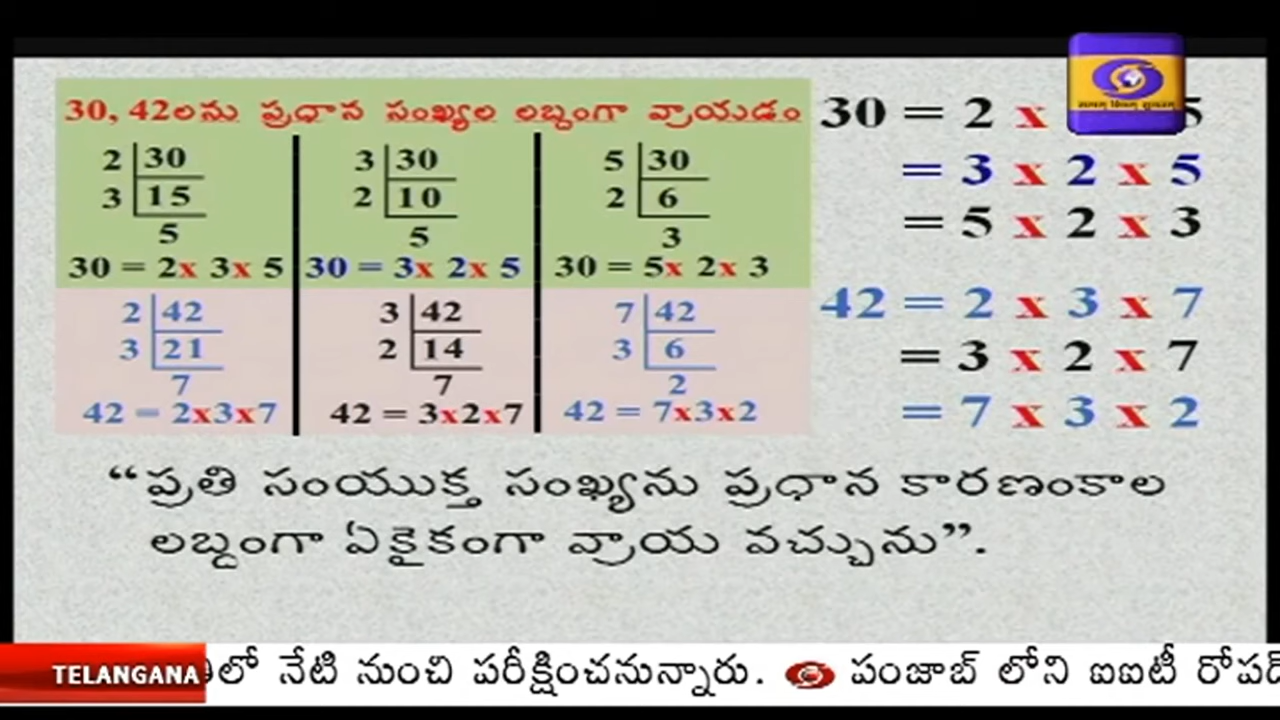 30, 42లను ప్రధాన సంఖ్యల లబ్దంగా వ్రాయడం
2 30
3 15
5
30 = 2x 3x 5
3 30
2 10
5
30 = 3x 2x 5
5 30
2 6
3
30 = 5x 2x 3
2 42
3 21
7
42 = 2x3x7
3 42
2 14
7
42 = 3x2x7
7 42
3 6
2
42 = 7x3x2
30 = 2 x 5
= 3 x 2 x 5
= 5 x 2 x 3
42 = 2 x 3 x 7
= 3 x 2 x 7
= 7 x 3 x 2
“ప్రతి సంయుక్త సంఖ్యను ప్రధాన కారణంకాల
లబ్దంగా ఏకైకంగా వ్రాయ వచ్చును”.
TELANGANA
నేటి నుంచి పరీక్షించనున్నారు. పంజాబ్ లోని ఐఐటీ